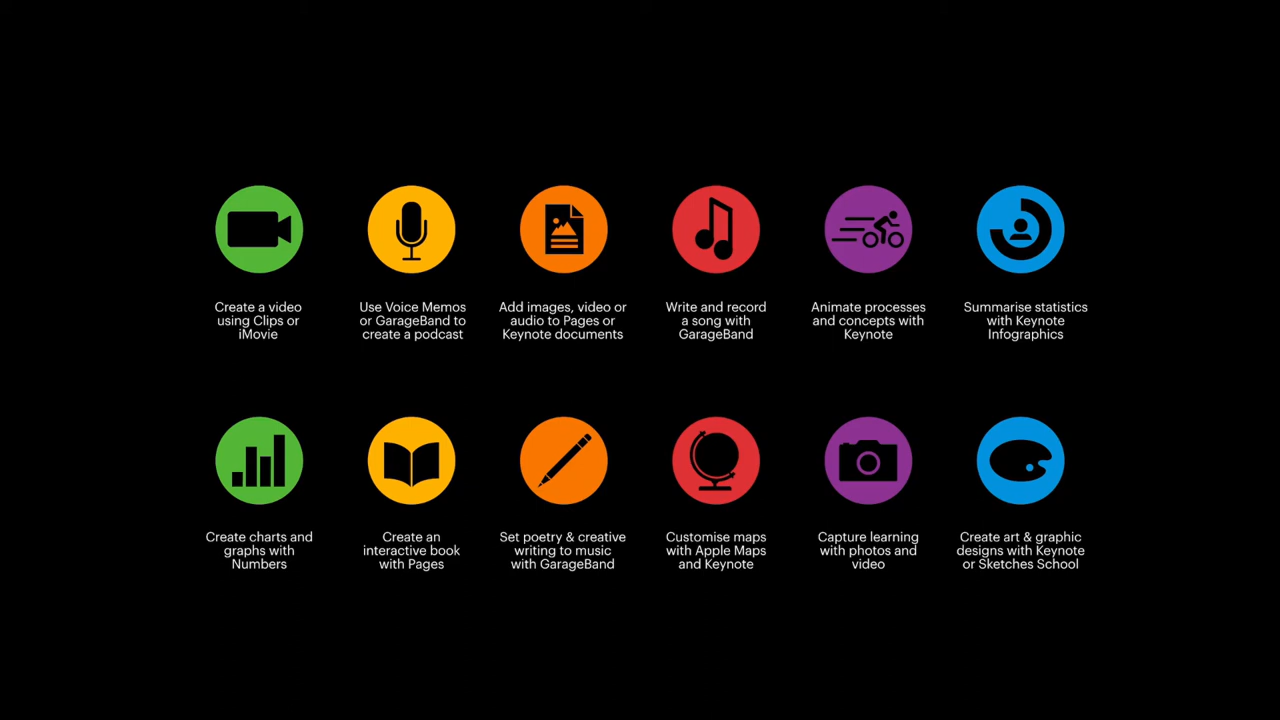 Create a video
using Clips or
iMovie
Use Voice Memos
or GarageBand to
create a podcast
Add images, video or
audio to Pages or
Keynote documents
Write and record
a song with
GarageBand
Animate processes
and concepts with
Keynote
Summarise statistics
with Keynote
Infographics
Create charts and
graphs with
Numbers
Create an
interactive book
with Pages
Set poetry & creative
writing to music
with GarageBand
Customise maps
with Apple Maps
and Keynote
Capture learning
with photos and
video
Create art & graphic
designs with Keynote
or Sketches School